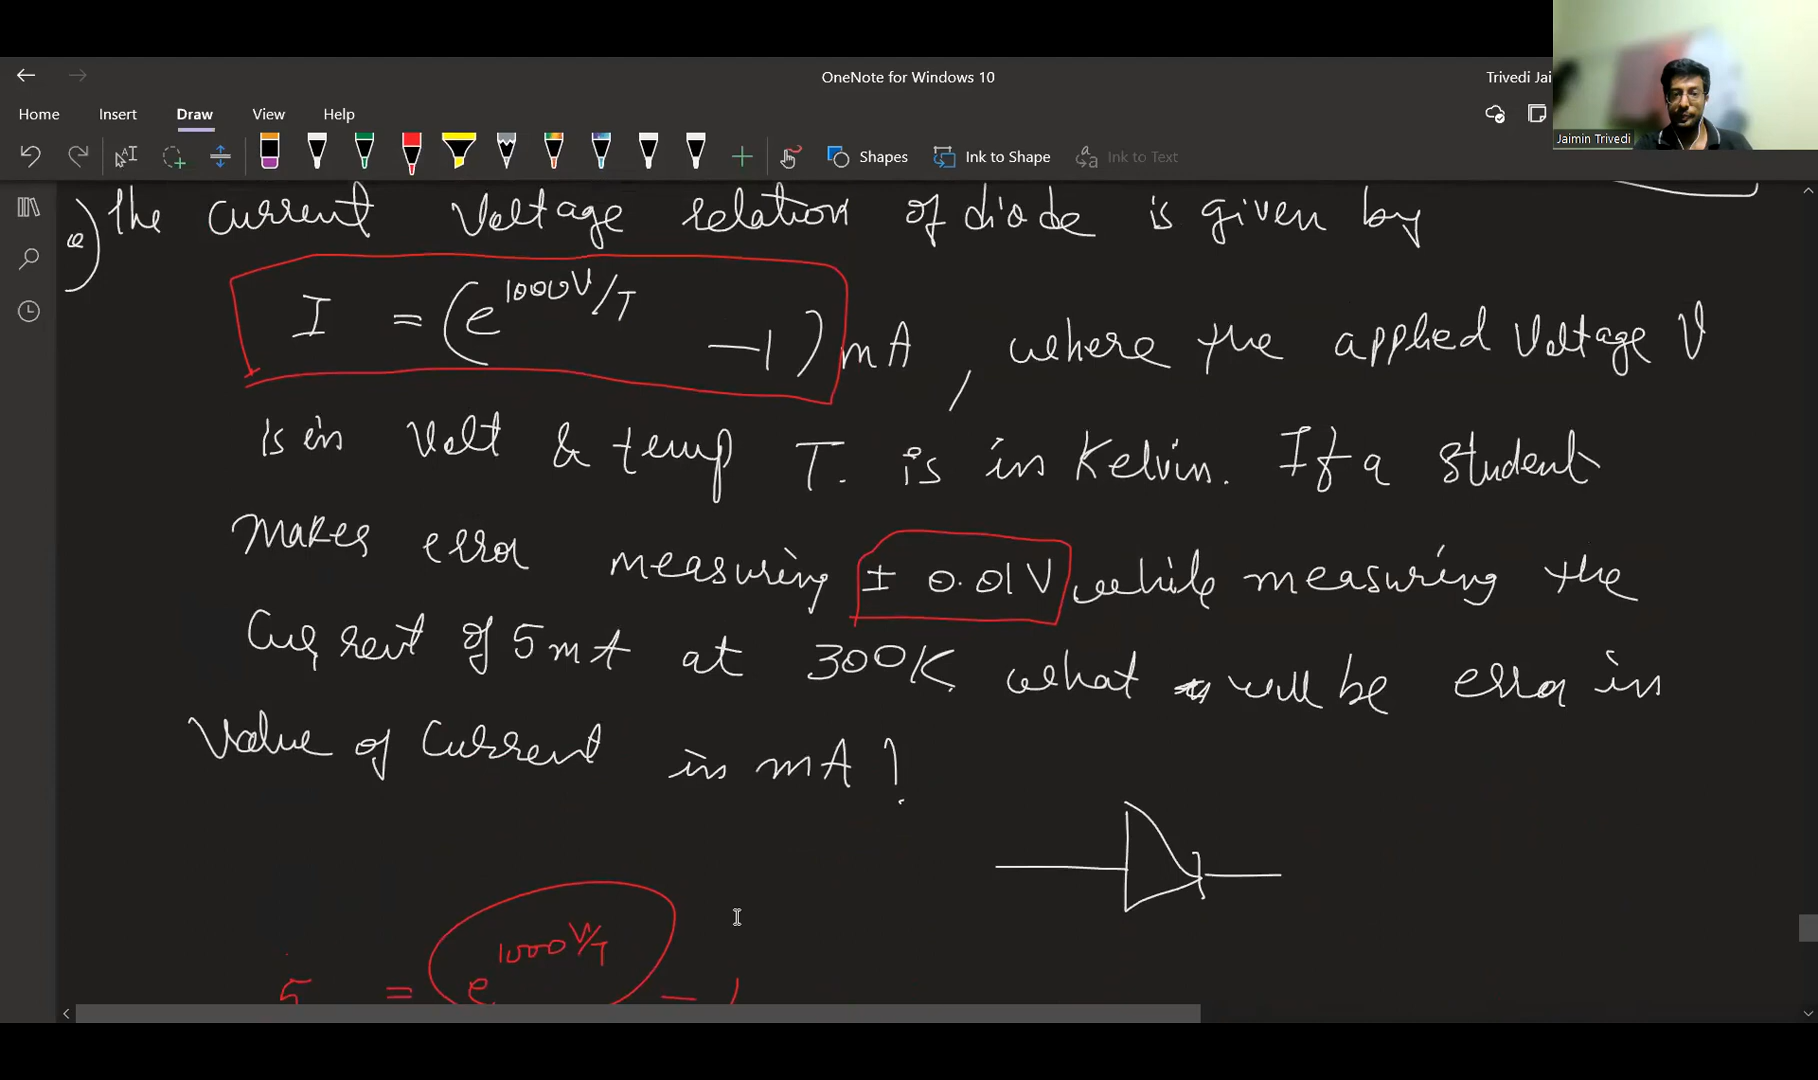 OneNote for Windows 10
Trivedi Jai
Home Insert Draw View Help
Jaimin Trivedi
Shapes Ink to Shape Ink to Text
Q) The current Voltage relation of diode is given by
I = (e^1000V/T -1) mA, where the applied Voltage V
is in Volt & temp T. is in Kelvin. If a student
makes error measuring ± 0.01V while measuring the
Current of 5mA at 300K what will be error in
Value of Current in mA?
5 = e^1000V/T - 1